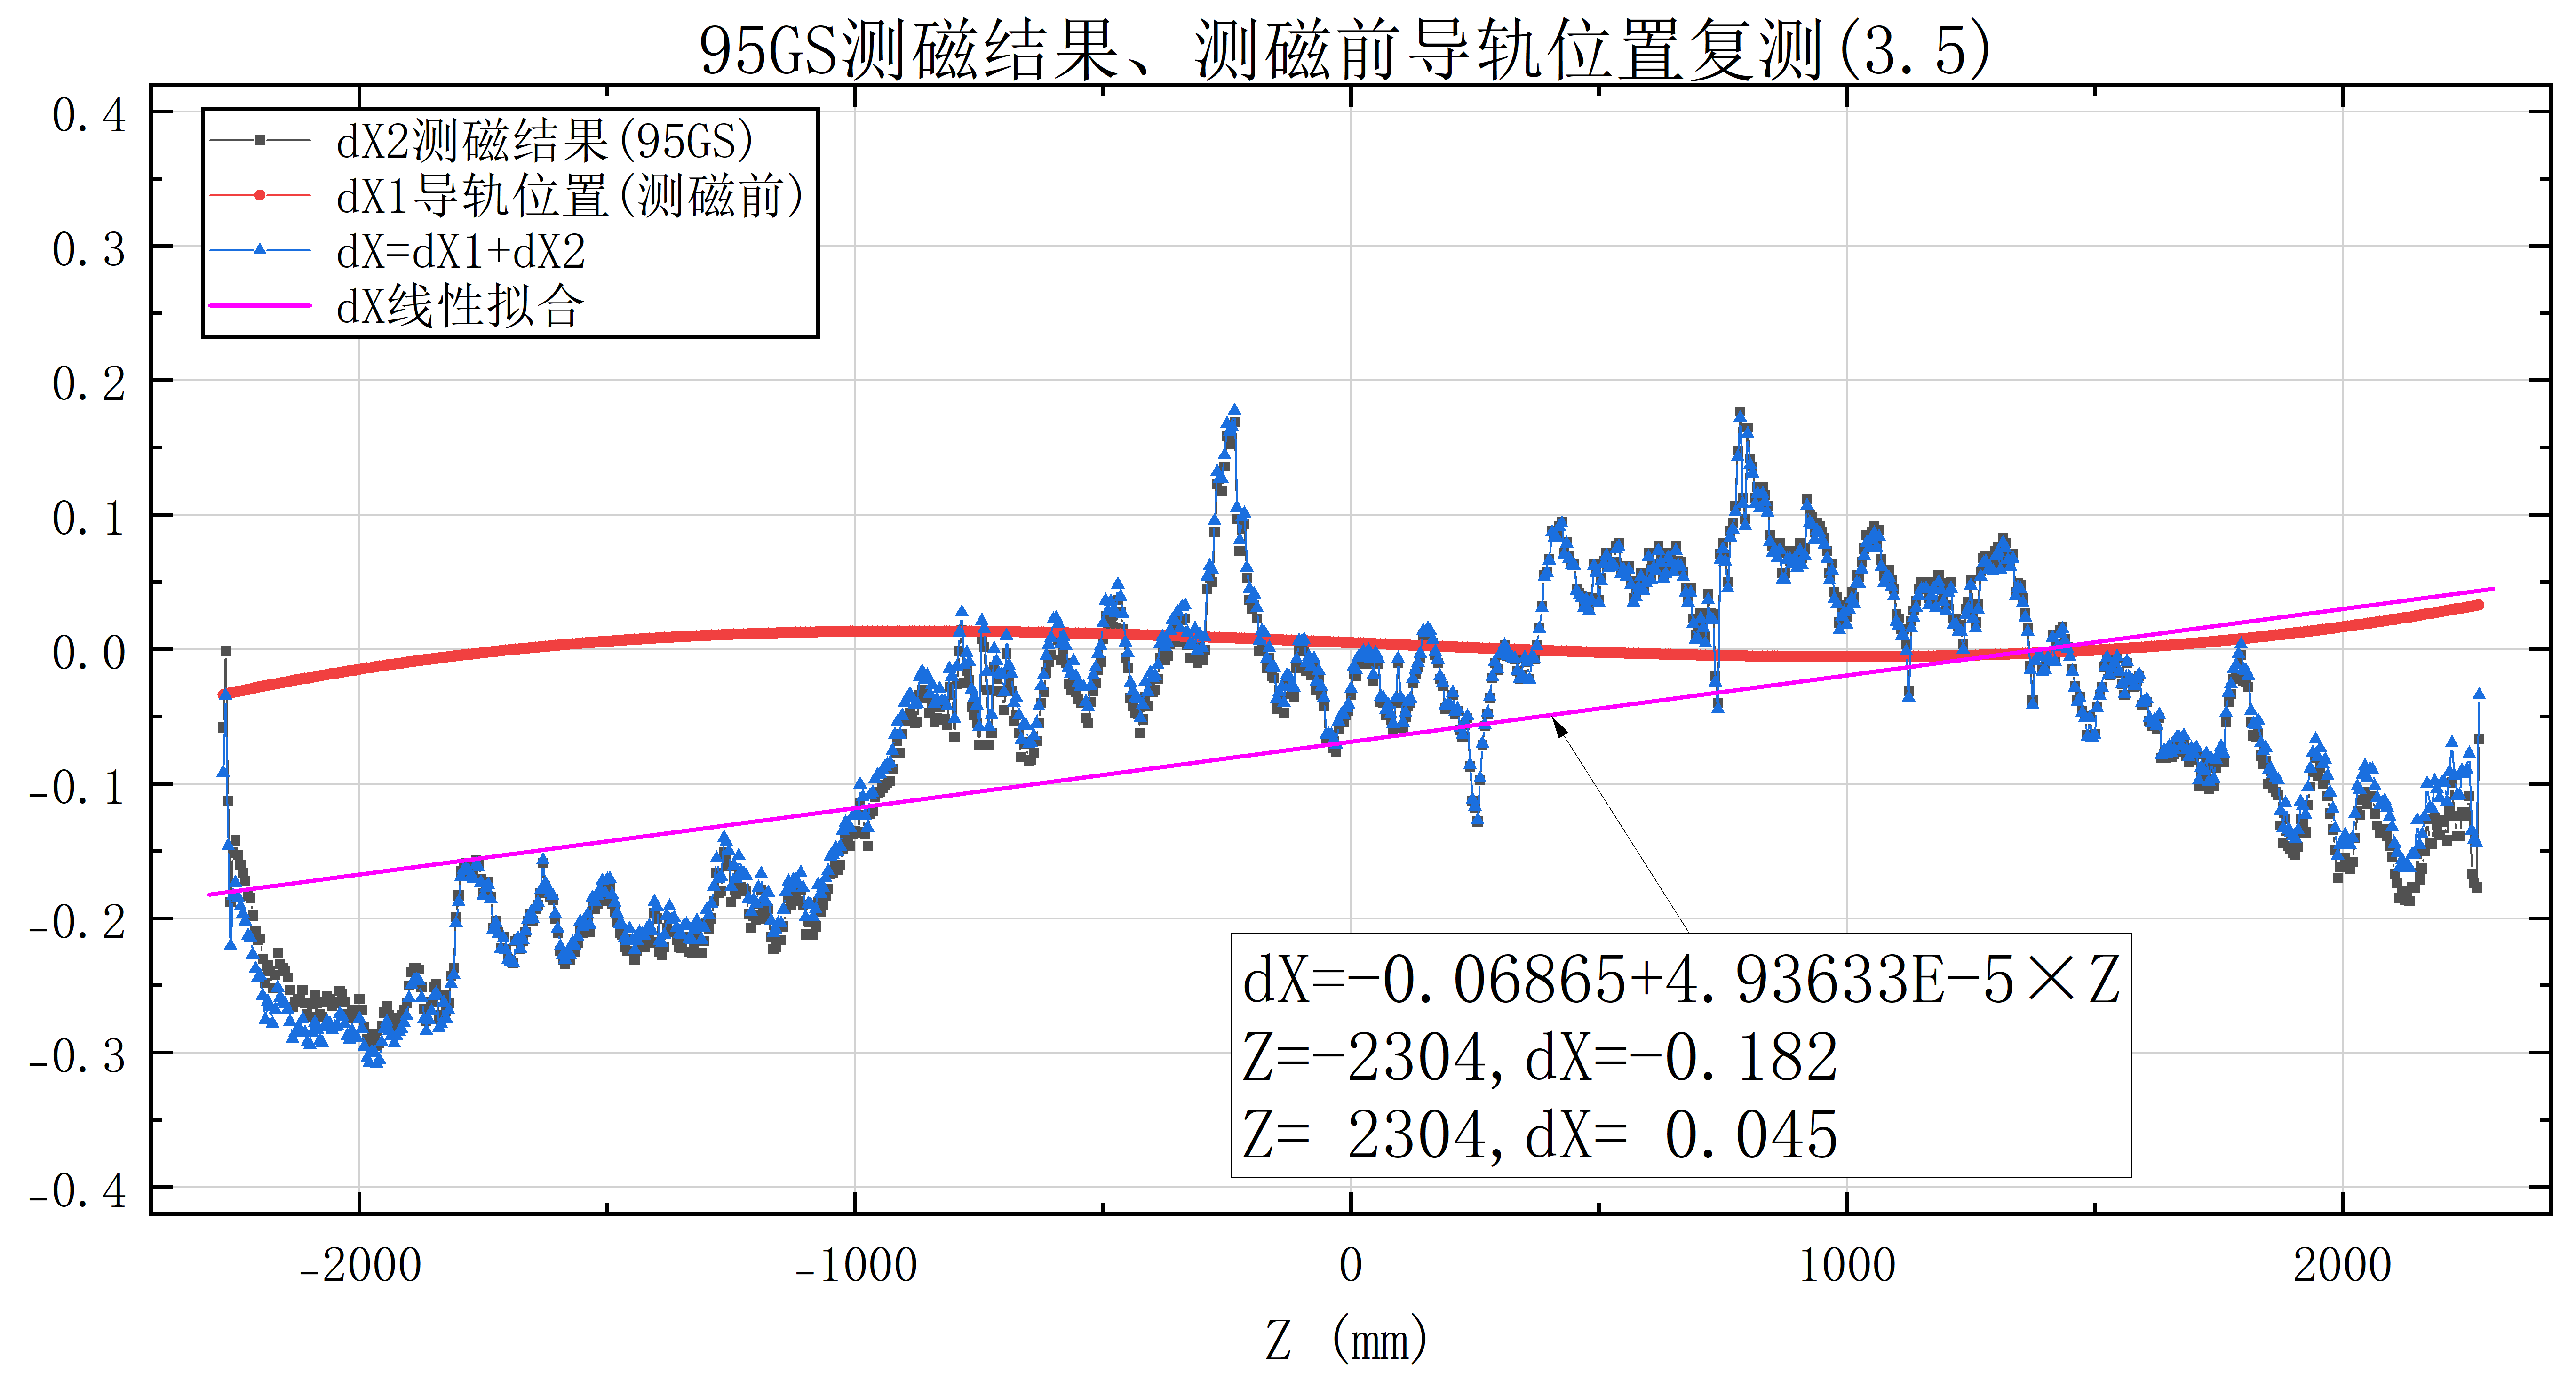 95GS测磁结果、测磁前导轨位置复测(3.5)
0.4
0.3
0.2
0.1
0.0
-0.1
-0.2
-0.3
-0.4
dX2测磁结果(95GS)
dX1导轨位置(测磁前)
dX=dX1+dX2
dX线性拟合
dX=-0.06865+4.93633E-5×Z
Z=-2304,dX=-0.182
Z= 2304,dX= 0.045
-2000
-1000
0
1000
2000
Z (mm)